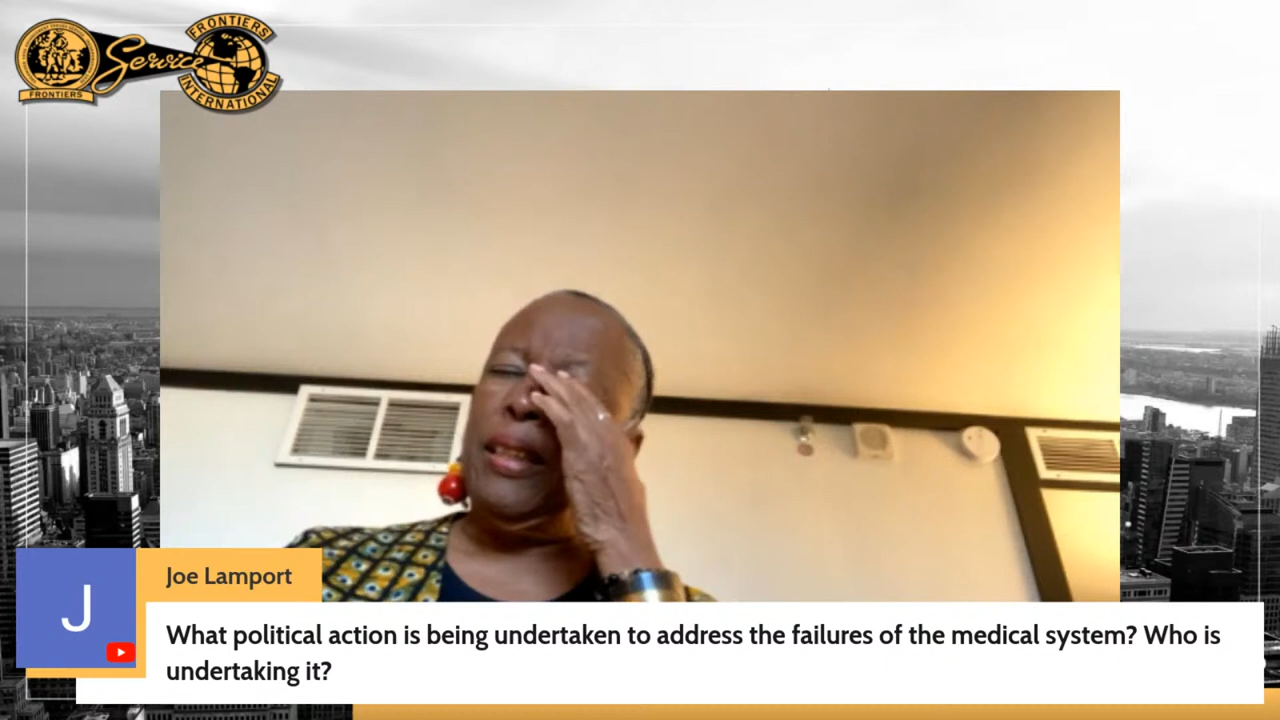 FRONTIERS
Service
FRONTIERS
INTERNATIONAL
J
Joe Lamport
What political action is being undertaken to address the failures of the medical system? Who is
undertaking it?